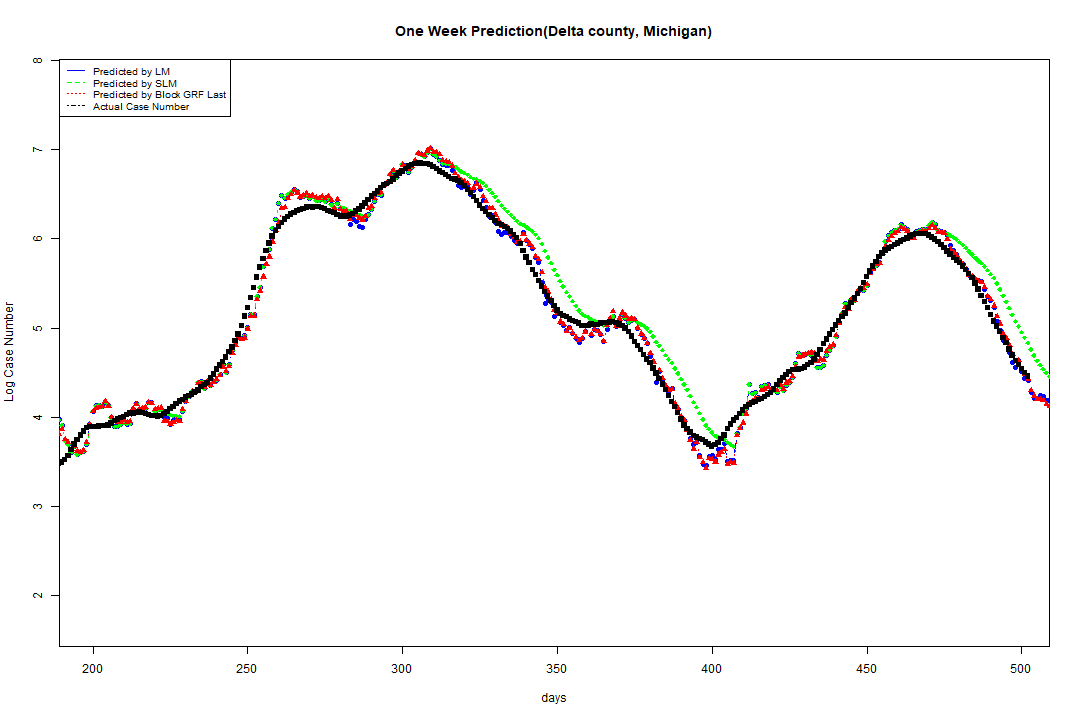 One Week Prediction(Delta county, Michigan)
Predicted by LM
Predicted by SLM
Predicted by Block GRF Last
Actual Case Number
Log Case Number
8
7
6
5
4
3
2
200 250 300 350 400 450 500
days